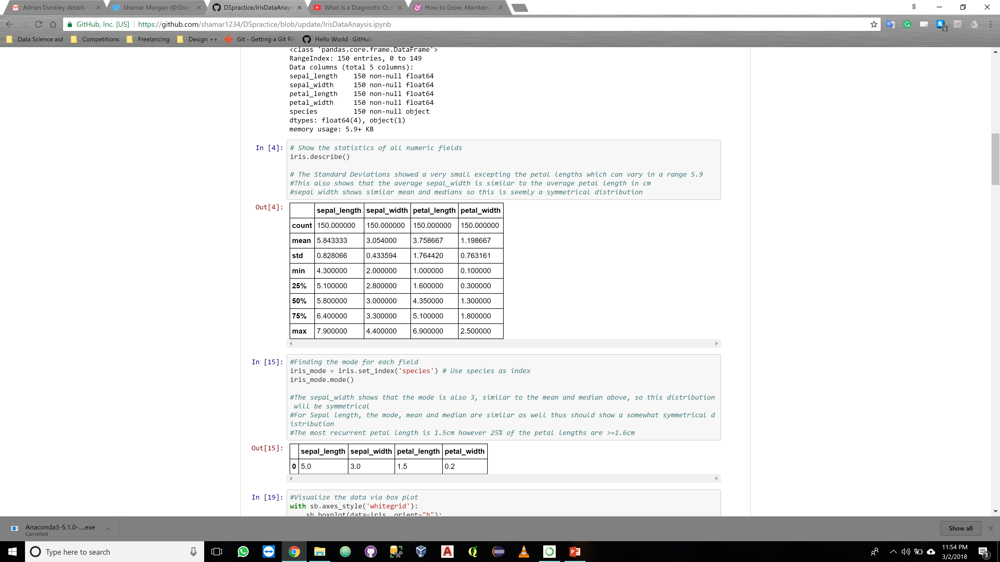 Adrian Dunkley details -
Shamar Morgan (@Sham
DSpractice/IrisDataAnays
What is a Diagnostic Que
How to Grow, Maintain,
S
GitHub, Inc. [US]
https://github.com/shamar1234/DSpractice/blob/update/IrisDataAnaysis.ipynb
3
Data Science aid
Competitions
Freelancing
Design ++
Git - Getting a Git Re
Hello World · GitHub
<class 'pandas.core.frame.DataFrame'>
RangeIndex: 150 entries, 0 to 149
Data columns (total 5 columns):
sepal_length    150 non-null float64
sepal_width     150 non-null float64
petal_length    150 non-null float64
petal_width     150 non-null float64
species         150 non-null object
dtypes: float64(4), object(1)
memory usage: 5.9+ KB
In [4]:
# Show the statistics of all numeric fields
iris.describe()
# The Standard Deviations showed a very small excepting the petal lengths which can vary in a range 5.9
#This also shows that the average sepal_width is similar to the average petal length in cm
#sepal width shows similar mean and medians so this is seemly a symmetrical distribution
Out[4]:
sepal_length sepal_width petal_length petal_width
count 150.000000 150.000000 150.000000 150.000000
mean 5.843333 3.054000 3.758667 1.198667
std 0.828066 0.433594 1.764420 0.763161
min 4.300000 2.000000 1.000000 0.100000
25% 5.100000 2.800000 1.600000 0.300000
50% 5.800000 3.000000 4.350000 1.300000
75% 6.400000 3.300000 5.100000 1.800000
max 7.900000 4.400000 6.900000 2.500000
In [15]:
#Finding the mode for each field
iris_mode = iris.set_index('species') # Use species as index
iris_mode.mode()
#The sepal_width shows that the mode is also 3, similar to the mean and median above, so this distribution
will be symmetrical
#For Sepal length, the mode, mean and median are similar as well thus should show a somewhat symmetrical d
istribution
#The most recurrent petal length is 1.5cm however 25% of the petal lengths are >=1.6cm
Out[15]:
sepal_length sepal_width petal_length petal_width
0 5.0 3.0 1.5 0.2
In [19]:
#Visualize the data via box plot
with sb.axes_style('whitegrid'):
sb.boxplot(data=iris, orient="h");
Anaconda3-5.1.0-....exe
Cancelled
Show all
Type here to search
11:54 PM
3/2/2018
3